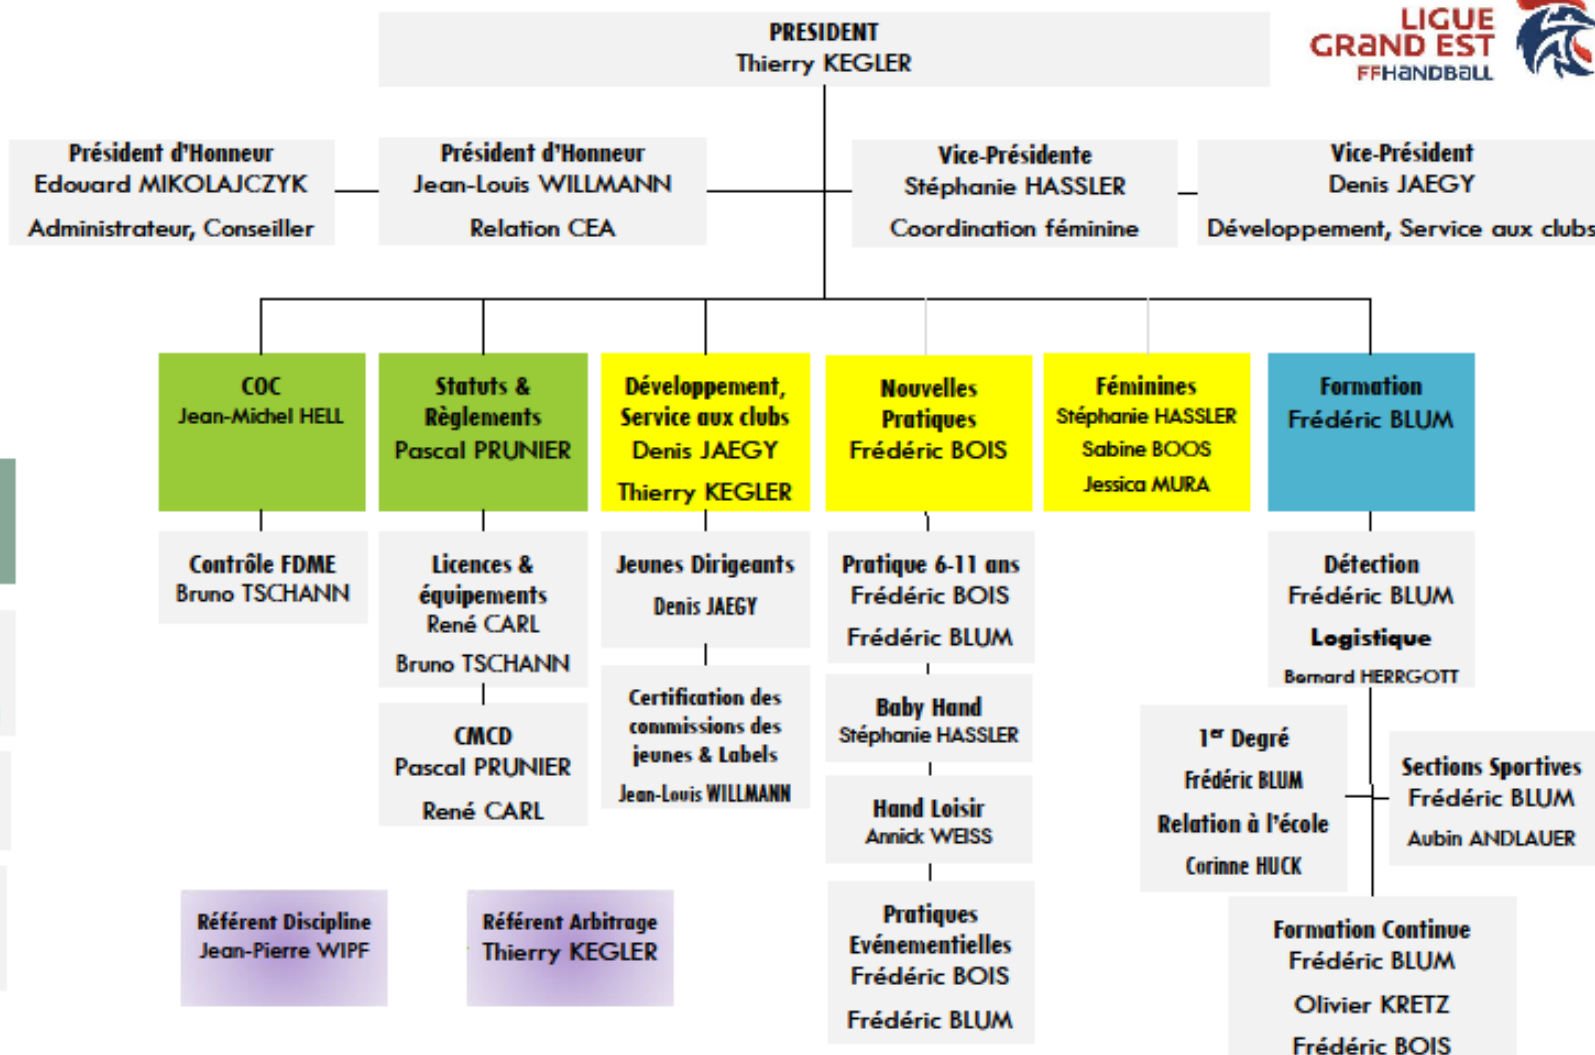 LIGUE
GRAND EST
FFHANDBALL
PRESIDENT
Thierry KEGLER
Président d'Honneur
Edouard MIKOLAJCZYK
Administrateur, Conseiller
Président d'Honneur
Jean-Louis WILLMANN
Relation CEA
Vice-Présidente
Stéphanie HASSLER
Coordination féminine
Vice-Président
Denis JAEGY
Développement, Service aux clubs
COC
Jean-Michel HELL
Statuts &
Règlements
Pascal PRUNIER
Développement,
Service aux clubs
Denis JAEGY
Thierry KEGLER
Nouvelles
Pratiques
Frédéric BOIS
Féminines
Stéphanie HASSLER
Sabine BOOS
Jessica MURA
Formation
Frédéric BLUM
Contrôle FDME
Bruno TSCHANN
Licences &
équipements
René CARL
Bruno TSCHANN
CMCD
Pascal PRUNIER
René CARL
Jeunes Dirigeants
Denis JAEGY
Certification des
commissions des
jeunes & Labels
Jean-Louis WILLMANN
Pratique 6-11 ans
Frédéric BOIS
Frédéric BLUM
Baby Hand
Stéphanie HASSLER
Hand Loisir
Annick WEISS
Pratiques
Evénementielles
Frédéric BOIS
Frédéric BLUM
Détection
Frédéric BLUM
Logistique
Bernard HERRGOTT
1er Degré
Frédéric BLUM
Relation à l'école
Corinne HUCK
Sections Sportives
Frédéric BLUM
Aubin ANDLAUER
Formation Continue
Frédéric BLUM
Olivier KRETZ
Frédéric BOIS
Référent Discipline
Jean-Pierre WIPF
Référent Arbitrage
Thierry KEGLER